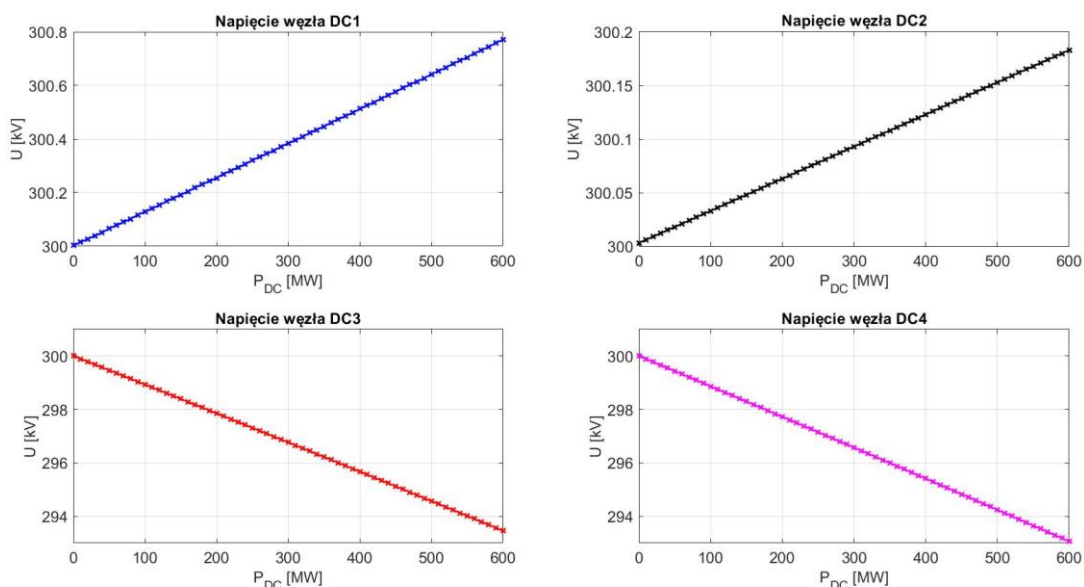 Napięcie węzła DC1
300.8
300.6
300.4
300.2
300
U [kV]
0 100 200 300 400 500 600
P_DC [MW]
Napięcie węzła DC2
300.2
300.15
300.1
300.05
300
U [kV]
0 100 200 300 400 500 600
P_DC [MW]
Napięcie węzła DC3
300
298
296
294
U [kV]
0 100 200 300 400 500 600
P_DC [MW]
Napięcie węzła DC4
300
298
296
294
U [kV]
0 100 200 300 400 500 600
P_DC [MW]